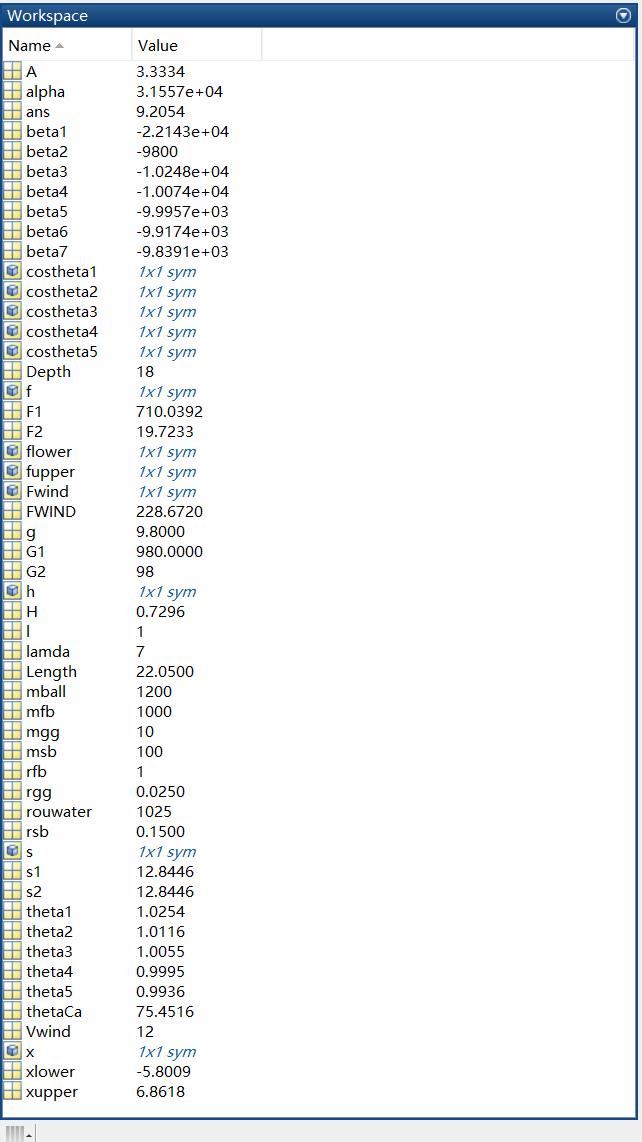 Workspace
Name Value
A 3.3334
alpha 3.1557e+04
ans 9.2054
beta1 -2.2143e+04
beta2 -9800
beta3 -1.0248e+04
beta4 -1.0074e+04
beta5 -9.9957e+03
beta6 -9.9174e+03
beta7 -9.8391e+03
costheta1 1x1 sym
costheta2 1x1 sym
costheta3 1x1 sym
costheta4 1x1 sym
costheta5 1x1 sym
Depth 18
f 1x1 sym
F1 710.0392
F2 19.7233
flower 1x1 sym
fupper 1x1 sym
Fwind 1x1 sym
FWIND 228.6720
g 9.8000
G1 980.0000
G2 98
h 1x1 sym
H 0.7296
l 1
lamda 7
Length 22.0500
mball 1200
mfb 1000
mgg 10
msb 100
rfb 1
rgg 0.0250
rouwater 1025
rsb 0.1500
s 1x1 sym
s1 12.8446
s2 12.8446
theta1 1.0254
theta2 1.0116
theta3 1.0055
theta4 0.9995
theta5 0.9936
thetaCa 75.4516
Vwind 12
x 1x1 sym
xlower -5.8009
xupper 6.8618